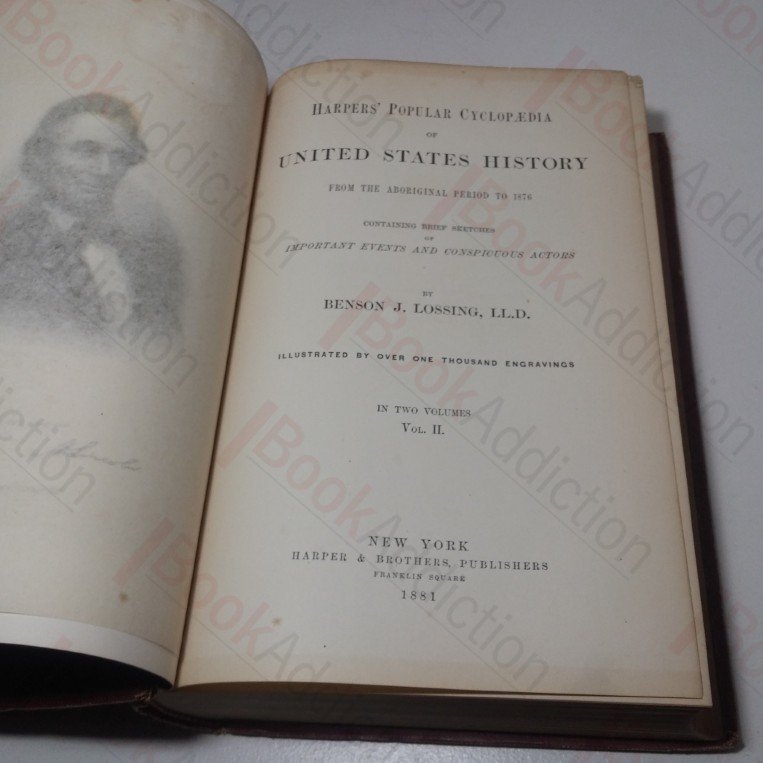 HARPERS' POPULAR CYCLOPÆDIA
OF
UNITED STATES HISTORY
FROM THE ABORIGINAL PERIOD TO 1876
CONTAINING BRIEF SKETCHES
OF
IMPORTANT EVENTS AND CONSPICUOUS ACTORS
BY
BENSON J. LOSSING, LL.D.
ILLUSTRATED BY OVER ONE THOUSAND ENGRAVINGS
IN TWO VOLUMES
VOL. II.
NEW YORK
HARPER & BROTHERS, PUBLISHERS
FRANKLIN SQUARE
1881
BookAddiction